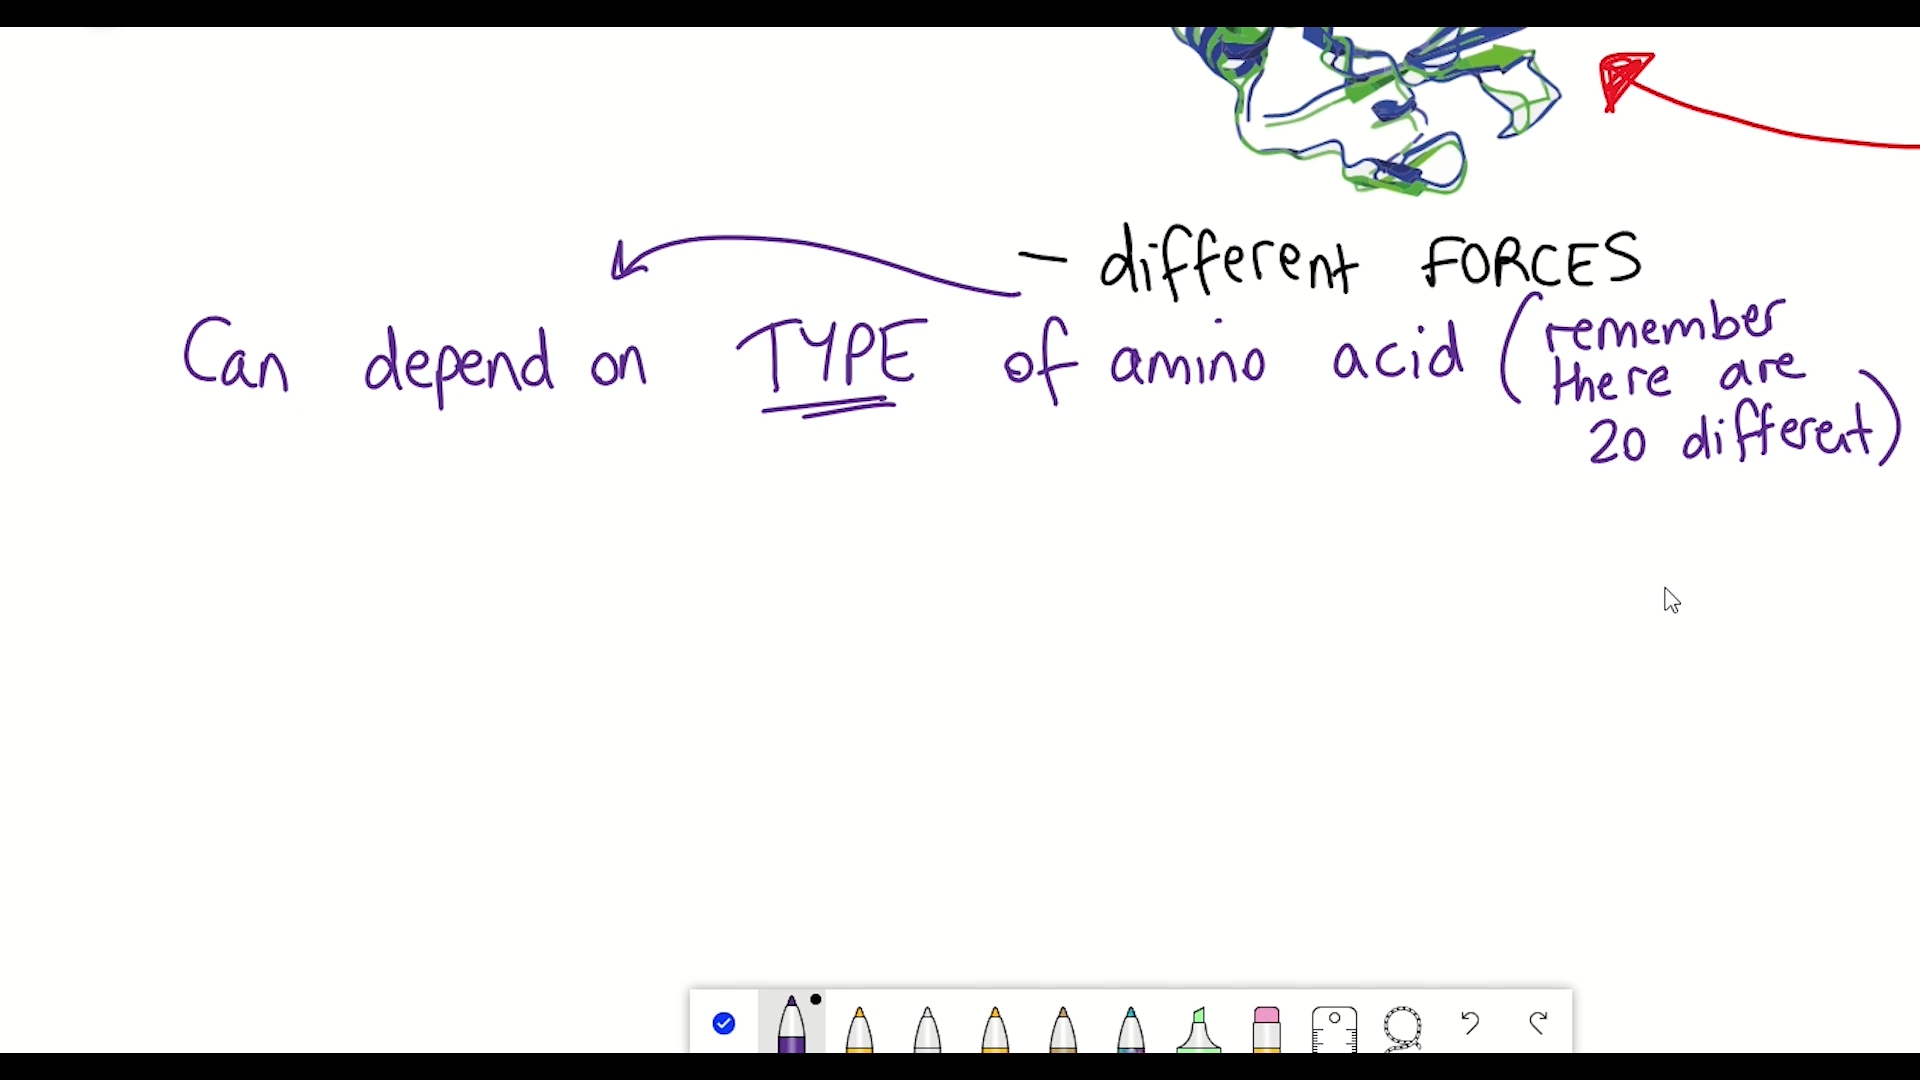 - different FORCES
Can depend on TYPE of amino acid (remember
there are
20 different)